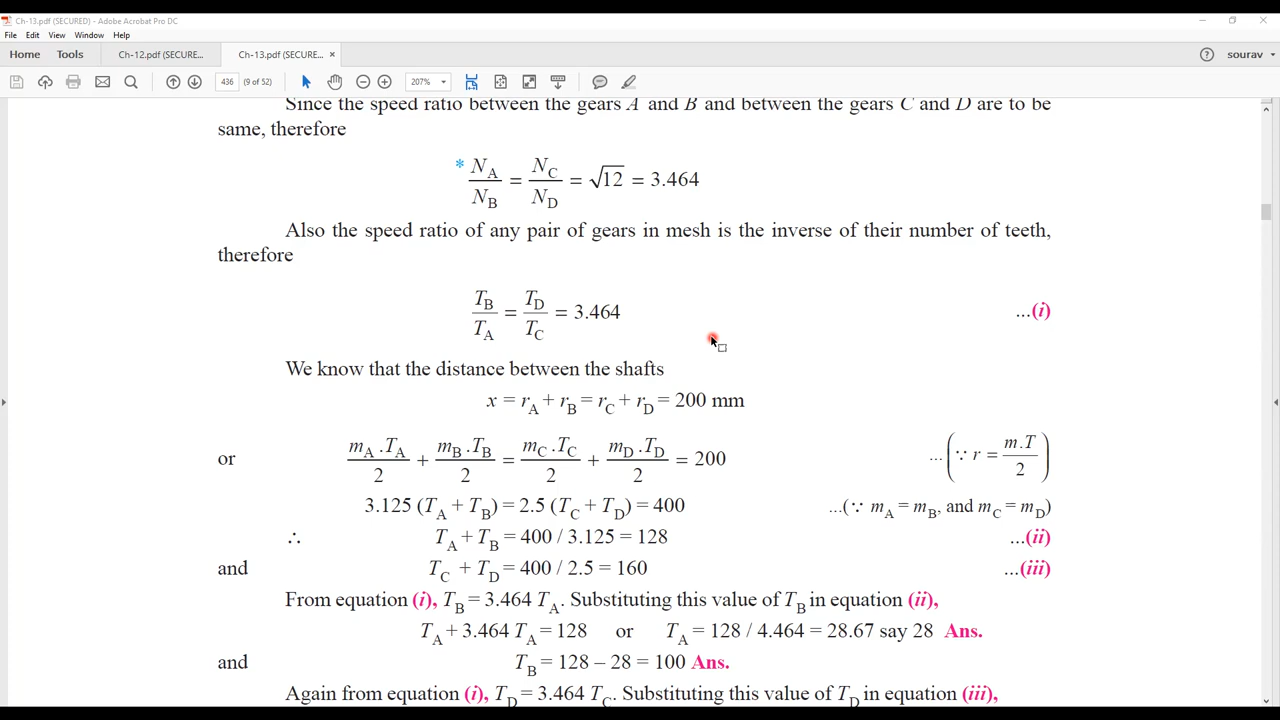 Ch-13.pdf (SECURED) - Adobe Acrobat Pro DC
File Edit View Window Help
Home Tools Ch-12.pdf (SECURE... Ch-13.pdf (SECURE... × sourav
436 (9 of 52) 207%
Since the speed ratio between the gears A and B and between the gears C and D are to be
same, therefore
* N_A/N_B = N_C/N_D = √12 = 3.464
Also the speed ratio of any pair of gears in mesh is the inverse of their number of teeth,
therefore
T_B/T_A = T_D/T_C = 3.464 ...(i)
We know that the distance between the shafts
x = r_A + r_B = r_C + r_D = 200 mm
or m_A.T_A/2 + m_B.T_B/2 = m_C.T_C/2 + m_D.T_D/2 = 200 ...(∵ r = m.T/2)
3.125 (T_A + T_B) = 2.5 (T_C + T_D) = 400 ...(∵ m_A = m_B, and m_C = m_D)
∴ T_A + T_B = 400 / 3.125 = 128 ...(ii)
and T_C + T_D = 400 / 2.5 = 160 ...(iii)
From equation (i), T_B = 3.464 T_A. Substituting this value of T_B in equation (ii),
T_A + 3.464 T_A = 128 or T_A = 128 / 4.464 = 28.67 say 28 Ans.
and T_B = 128 – 28 = 100 Ans.
Again from equation (i), T_D = 3.464 T_C. Substituting this value of T_D in equation (iii),